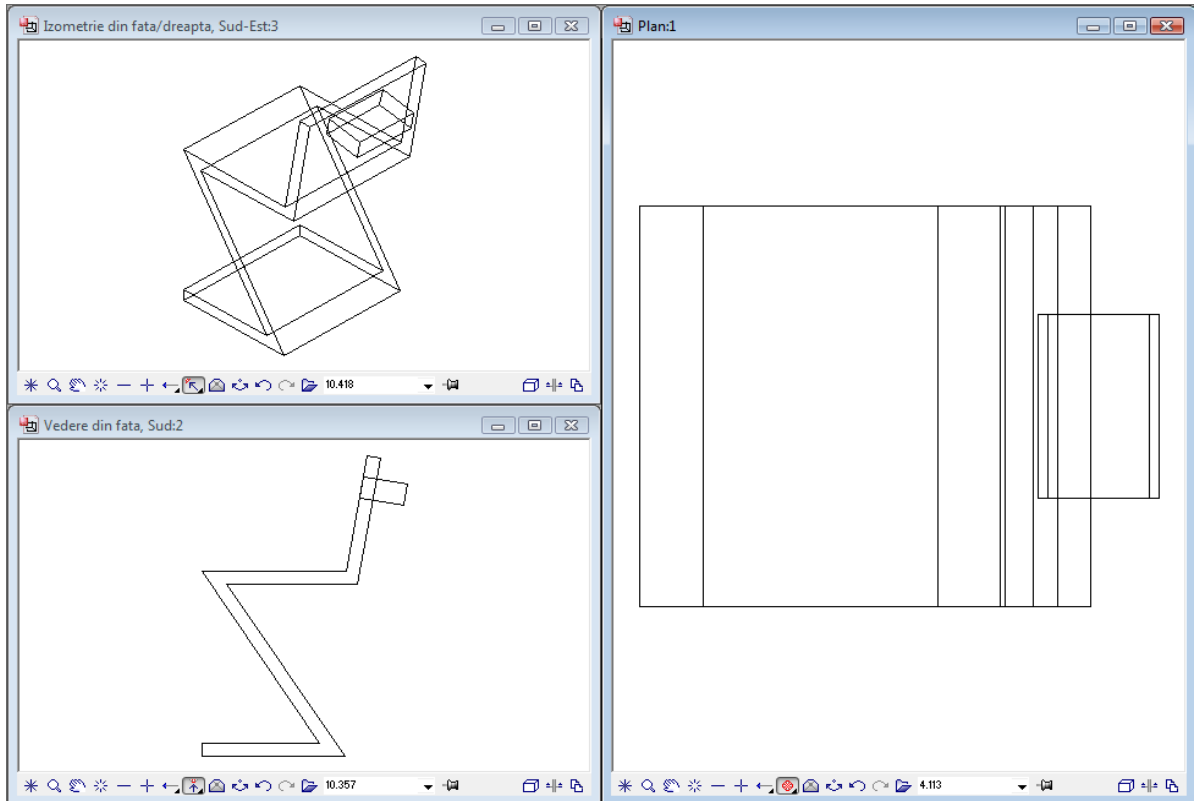 Izometrie din fata/dreapta, Sud-Est:3
10.418
Vedere din fata, Sud:2
10.357
Plan:1
4.113